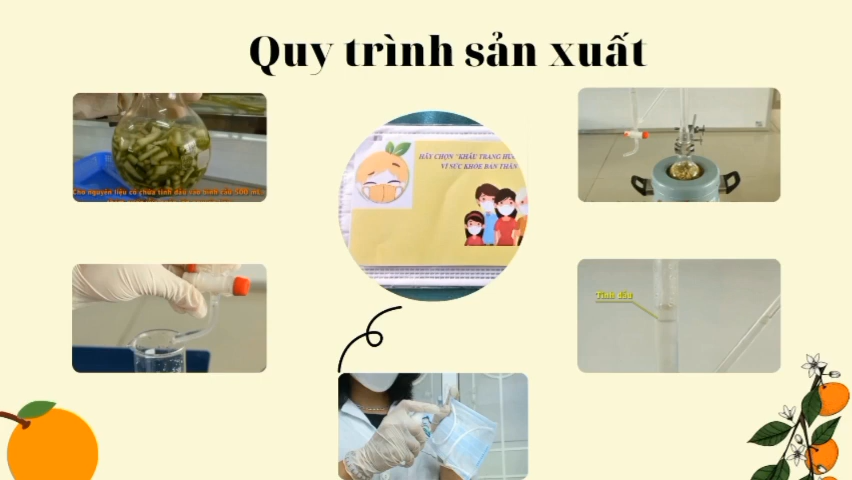 Quy trình sản xuất
Cho nguyên liệu có chứa tinh dầu vào bình cầu 500 mL
HÃY CHỌN "KHẨU TRANG
VÌ SỨC KHỎE BẢN THÂN
Tinh dầu